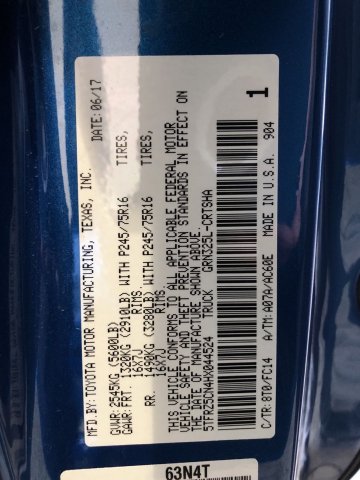 MFD.BY: TOYOTA MOTOR MANUFACTURING, TEXAS, INC. DATE: 06/17
GVWR: 2545KG (5600LB)
GAWR: FRT. 1320KG (2910LB) WITH P245/75R16 TIRES,
16X7J RIMS
RR. 1490KG (3280LB) WITH P245/75R16 TIRES,
16X7J RIMS
THIS VEHICLE CONFORMS TO ALL APPLICABLE FEDERAL MOTOR
VEHICLE SAFETY STANDARDS IN EFFECT ON
THE DATE OF MANUFACTURE SHOWN ABOVE.
5TFRZ5CN4HX044524 TRUCK GRN325L-CRTSHA
C/TR: 8T0/FC14 A/TM: A07A/AC60E MADE IN U.S.A. 904
1
63N4T